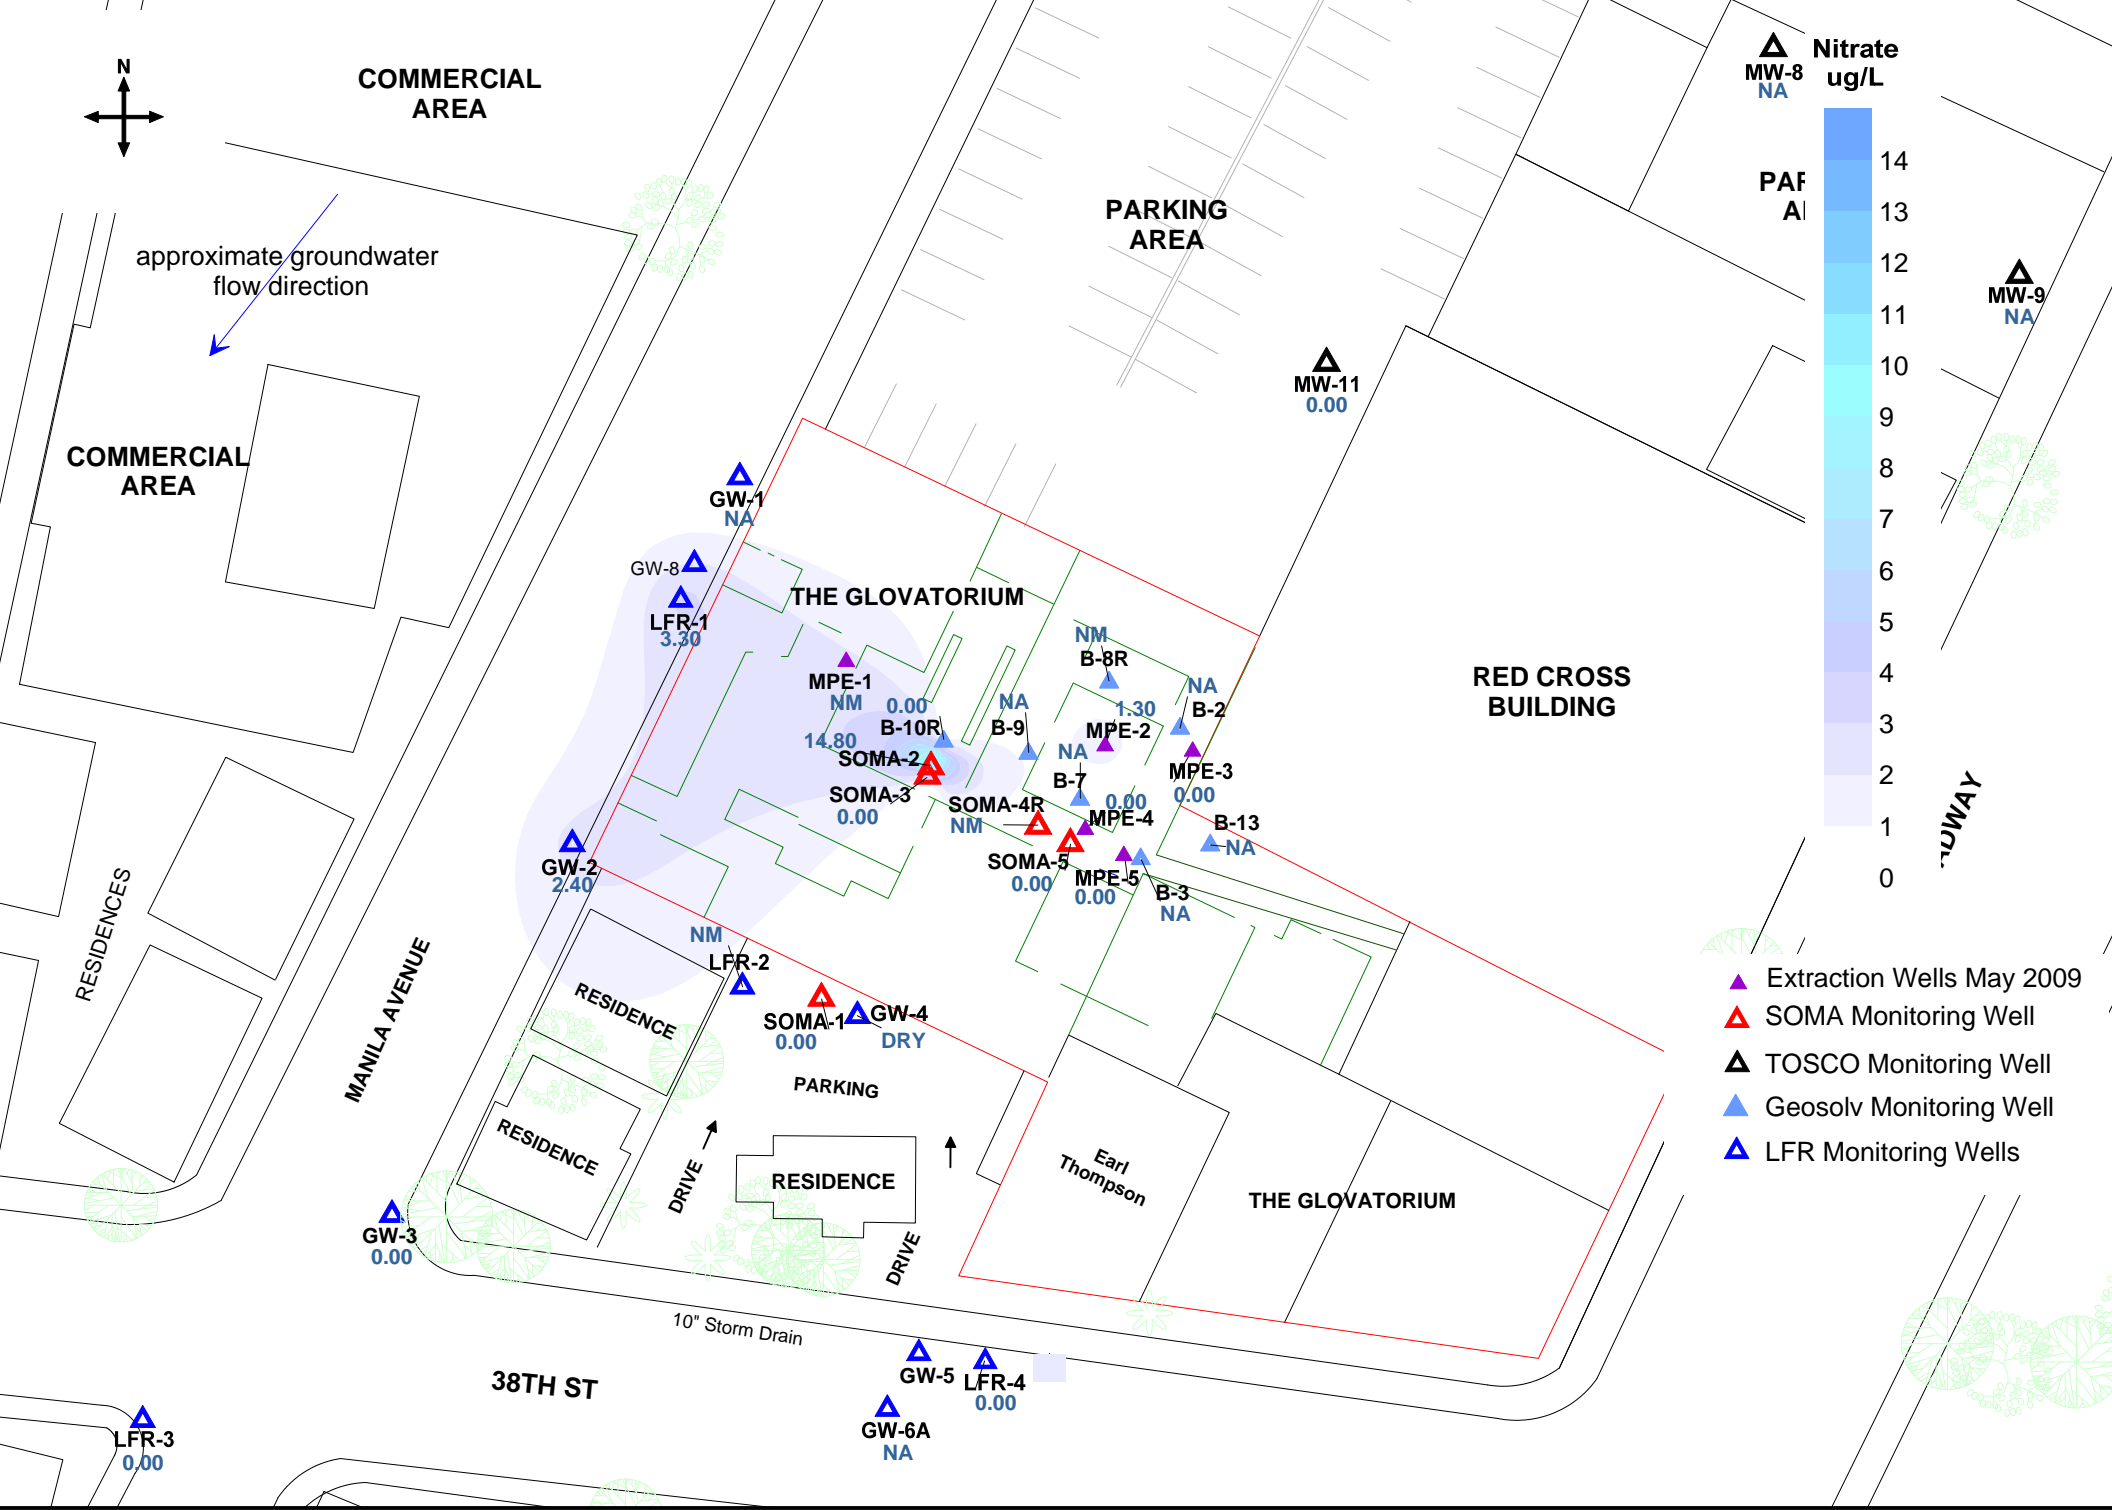 N
COMMERCIAL
AREA
approximate groundwater
flow direction
COMMERCIAL
AREA
PARKING
AREA
MW-8
NA
Nitrate
ug/L
14
13
12
11
10
9
8
7
6
5
4
3
2
1
0
PAR
MW-9
NA
MW-11
0.00
GW-1
NA
GW-8
LFR-1
3.30
THE GLOVATORIUM
MPE-1
NM
0.00
B-10R
14.80
SOMA-2
SOMA-3
0.00
NA
B-9
NM
B-8R
NA
B-2
1.30
MPE-2
NA
B-7
MPE-3
0.00
SOMA-4R
NM
0.00
MPE-4
B-13
NA
SOMA-5
0.00
MPE-5
0.00
B-3
NA
RED CROSS
BUILDING
ADWAY
GW-2
2.40
NM
LFR-2
SOMA-1
0.00
GW-4
DRY
RESIDENCES
MANILA AVENUE
RESIDENCE
RESIDENCE
PARKING
DRIVE
RESIDENCE
DRIVE
Earl
Thompson
THE GLOVATORIUM
Extraction Wells May 2009
SOMA Monitoring Well
TOSCO Monitoring Well
Geosolv Monitoring Well
LFR Monitoring Wells
GW-3
0.00
10" Storm Drain
38TH ST
GW-5
LFR-4
0.00
GW-6A
NA
LFR-3
0.00